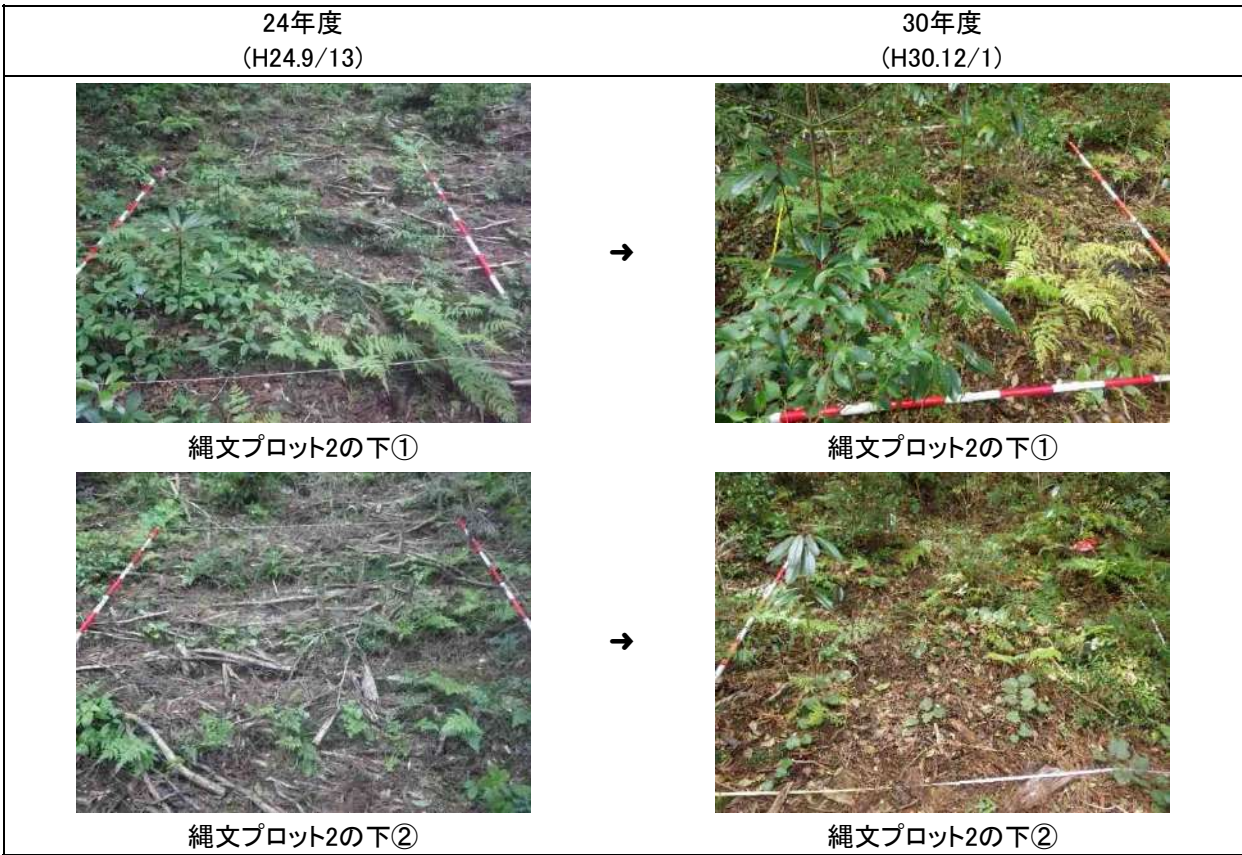 24年度
（H24.9/13）
30年度
（H30.12/1）
➜
縄文プロット2の下①
縄文プロット2の下①
➜
縄文プロット2の下②
縄文プロット2の下②